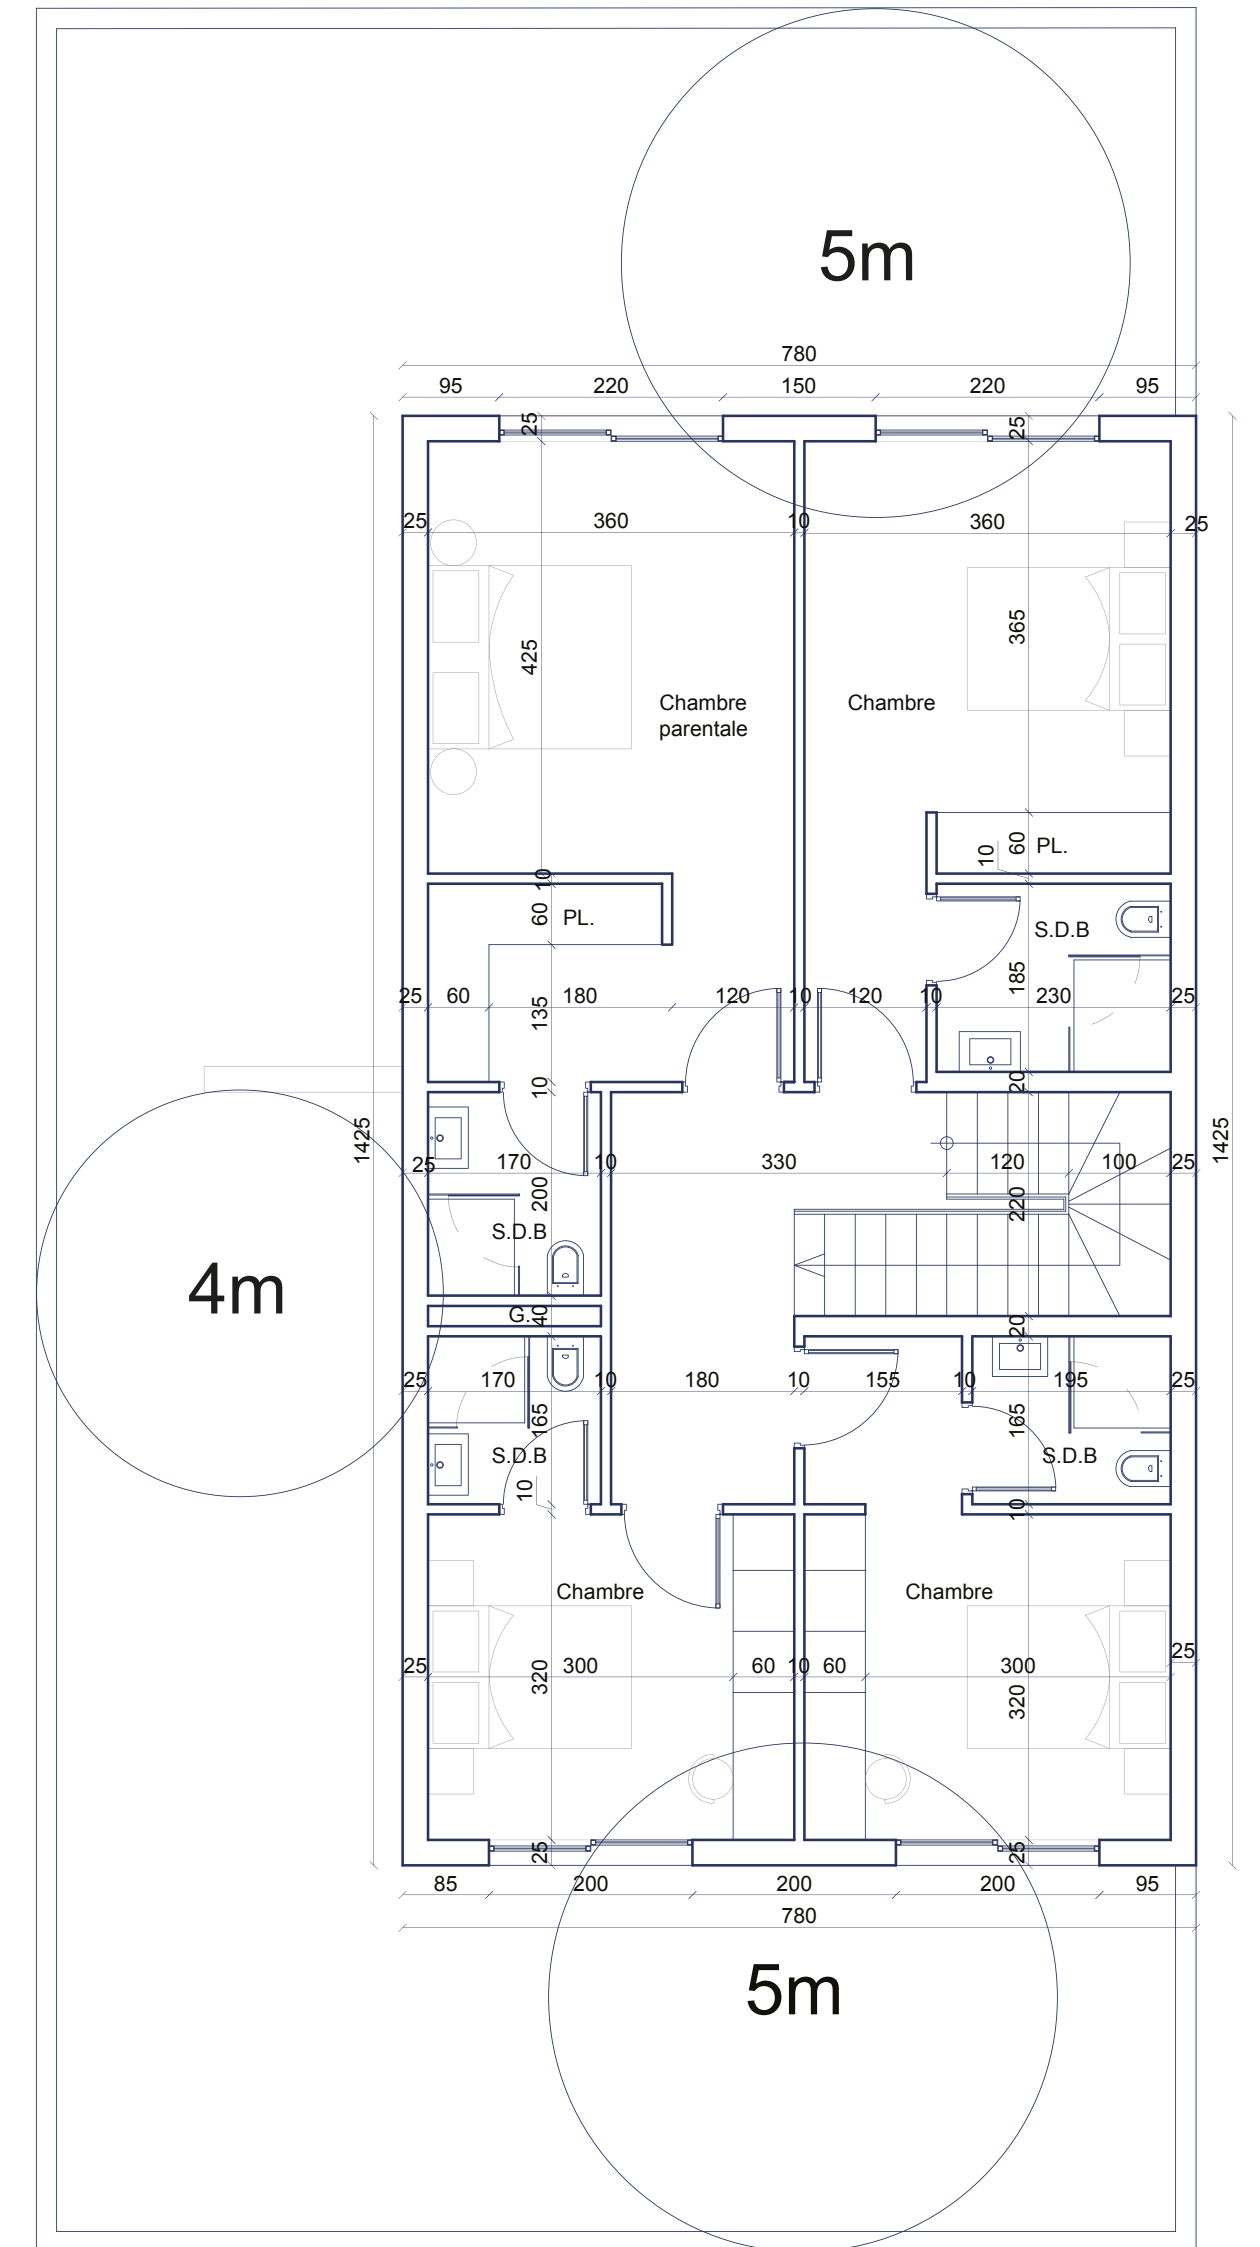 5m
780
95 220 150 220 95
25 25
25 360 10 360 25
365
425
Chambre
parentale
Chambre
10 60 PL.
10
60 PL.
S.D.B
185
25 60 180 120 10 120 10 230 25
135
10 20
1425 1425
25 170 10 330 120 100 25
200 220
S.D.B
4m
G. 40 20
25 170 10 180 10 155 10 195 25
165 165
S.D.B S.D.B
10 10
Chambre Chambre
25 300 60 10 60 300 25
320 320
25 25
85 200 200 200 95
780
5m